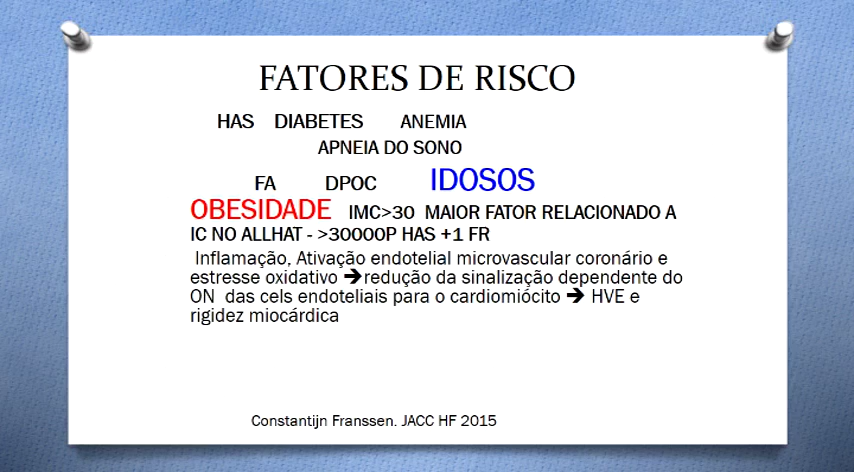 FATORES DE RISCO
HAS DIABETES ANEMIA
APNEIA DO SONO
FA DPOC IDOSOS
OBESIDADE IMC>30 MAIOR FATOR RELACIONADO A
IC NO ALLHAT - >30000P HAS +1 FR
Inflamação, Ativação endotelial microvascular coronário e
estresse oxidativo ➔redução da sinalização dependente do
ON das cels endoteliais para o cardiomiócito ➔ HVE e
rigidez miocárdica
Constantijn Franssen. JACC HF 2015